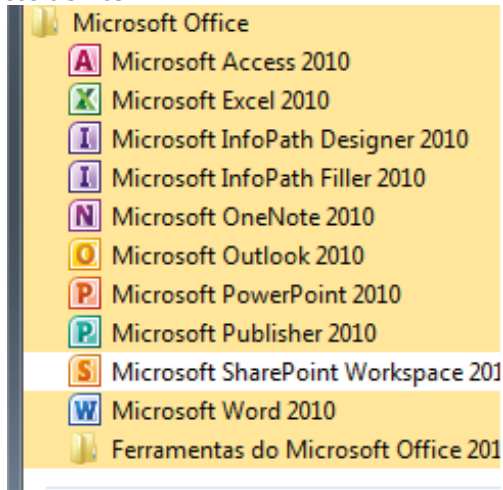 Microsoft Office
Microsoft Access 2010
Microsoft Excel 2010
Microsoft InfoPath Designer 2010
Microsoft InfoPath Filler 2010
Microsoft OneNote 2010
Microsoft Outlook 2010
Microsoft PowerPoint 2010
Microsoft Publisher 2010
Microsoft SharePoint Workspace 201
Microsoft Word 2010
Ferramentas do Microsoft Office 201